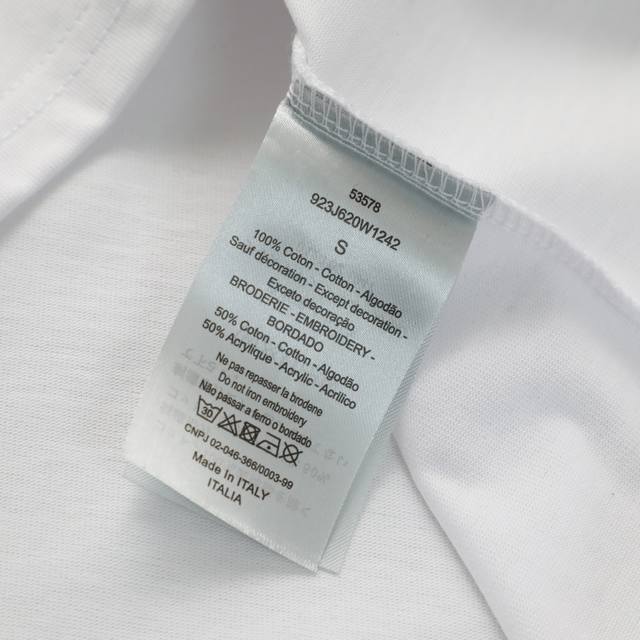 53578
923J620W1242
S
100% Coton - Cotton - Algodão
Sauf décoration - Except decoration -
Exceto decoração
BRODERIE - EMBROIDERY -
BORDADO
50% Coton - Cotton - Algodão
50% Acrylique - Acrylic - Acrílico
Ne pas repasser la broderie
Do not iron embroidery
Não passar a ferro o bordado
30
CNPJ 02-046-366/0003-99
Made In ITALY
ITALIA